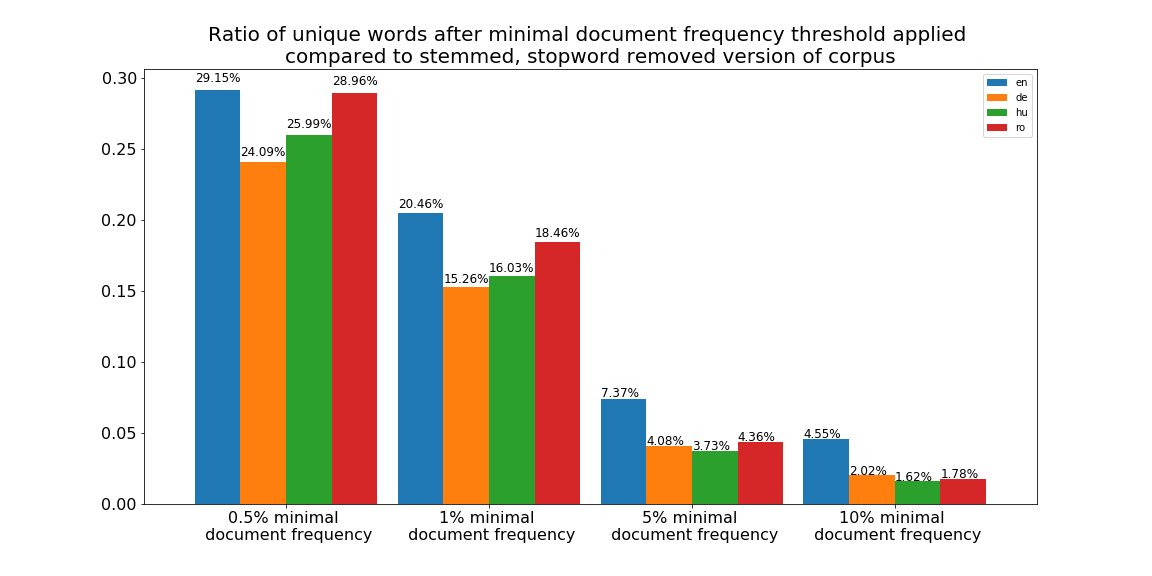 Ratio of unique words after minimal document frequency threshold applied
compared to stemmed, stopword removed version of corpus
0.30
0.25
0.20
0.15
0.10
0.05
0.00
29.15%
24.09%
25.99%
28.96%
20.46%
15.26%
16.03%
18.46%
7.37%
4.08%
3.73%
4.36%
4.55%
2.02%
1.62%
1.78%
en
de
hu
ro
0.5% minimal
document frequency
1% minimal
document frequency
5% minimal
document frequency
10% minimal
document frequency